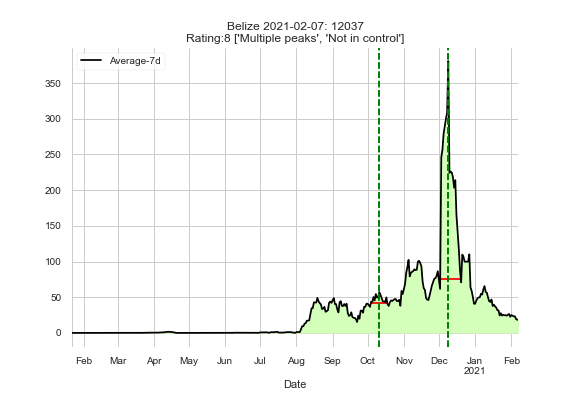 Belize 2021-02-07: 12037
Rating:8 ['Multiple peaks', 'Not in control']
Average-7d
350
300
250
200
150
100
50
0
Feb Mar Apr May Jun Jul Aug Sep Oct Nov Dec Jan Feb
2021
Date